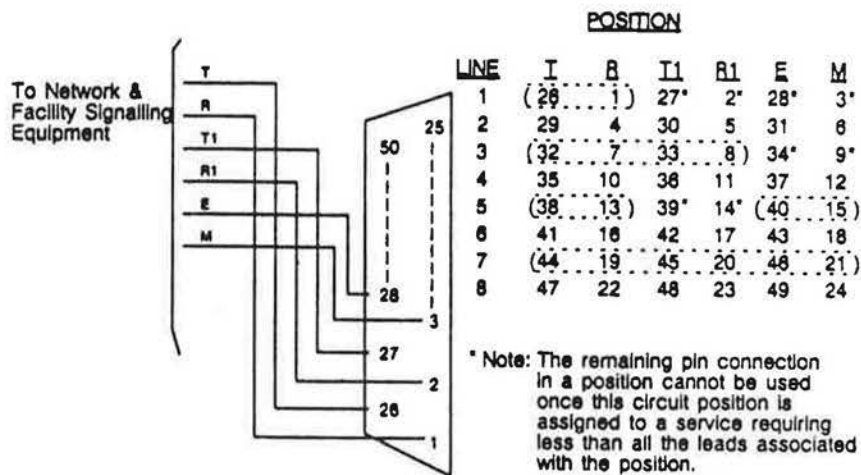 POSITION
LINE T R T1 R1 E M
1 (26 1) 27* 2* 28* 3*
2 29 4 30 5 31 6
3 (32 7 33 8) 34* 9*
4 35 10 36 11 37 12
5 (38 13) 39* 14* (40 15)
6 41 16 42 17 43 18
7 (44 19 45 20 46 21)
8 47 22 48 23 49 24
To Network &
Facility Signalling
Equipment
T
R
T1
R1
E
M
25
50
28
3
27
2
26
1
* Note: The remaining pin connection
in a position cannot be used
once this circuit position is
assigned to a service requiring
less than all the leads associated
with the position.